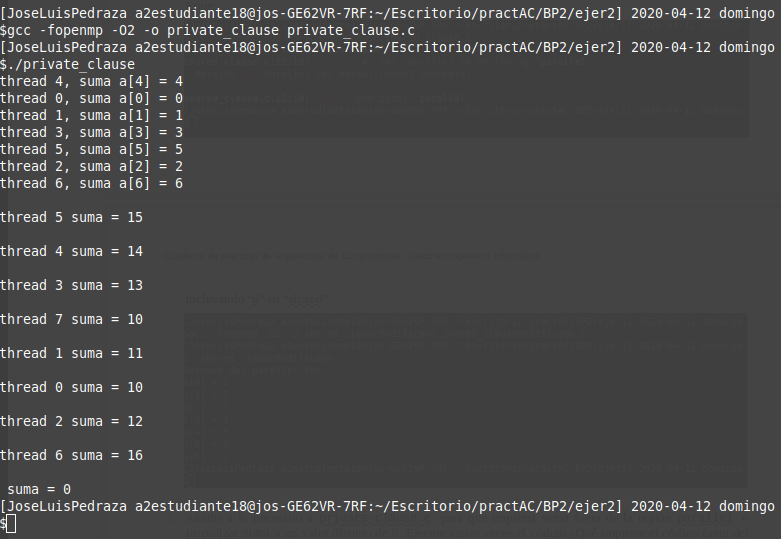 [JoseLuisPedraza a2estudiante18@jos-GE62VR-7RF:~/Escritorio/practAC/BP2/ejer2] 2020-04-12 domingo
$gcc -fopenmp -O2 -o private_clause private_clause.c
[JoseLuisPedraza a2estudiante18@jos-GE62VR-7RF:~/Escritorio/practAC/BP2/ejer2] 2020-04-12 domingo
$./private_clause
thread 4, suma a[4] = 4
thread 0, suma a[0] = 0
thread 1, suma a[1] = 1
thread 3, suma a[3] = 3
thread 5, suma a[5] = 5
thread 2, suma a[2] = 2
thread 6, suma a[6] = 6
thread 5 suma = 15
thread 4 suma = 14
thread 3 suma = 13
thread 7 suma = 10
thread 1 suma = 11
thread 0 suma = 10
thread 2 suma = 12
thread 6 suma = 16
suma = 0
[JoseLuisPedraza a2estudiante18@jos-GE62VR-7RF:~/Escritorio/practAC/BP2/ejer2] 2020-04-12 domingo
$